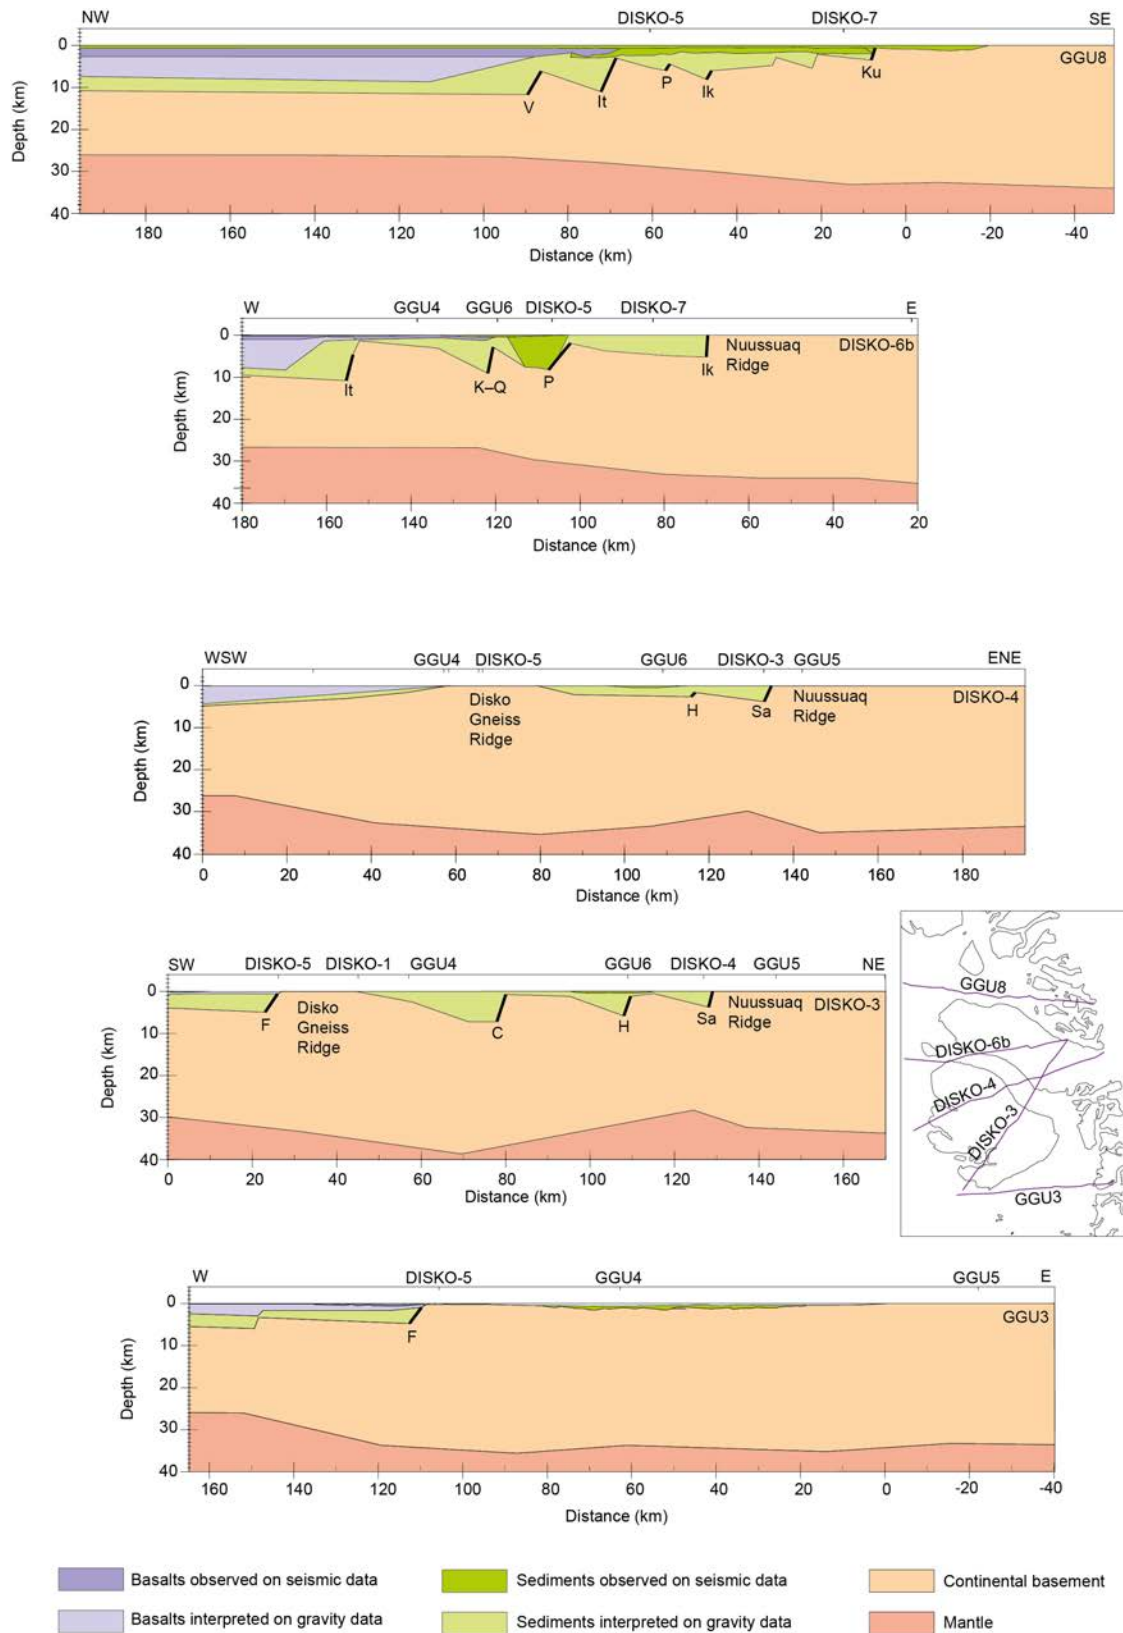 NW DISKO-5 DISKO-7 SE
GGU8
0
10
20
30
40
Depth (km)
V It P Ik Ku
180 160 140 120 100 80 60 40 20 0 -20 -40
Distance (km)
W GGU4 GGU6 DISKO-5 DISKO-7 E
DISKO-6b
0
10
20
30
40
Depth (km)
It K–Q P Ik
Nuussuaq
Ridge
180 160 140 120 100 80 60 40 20
Distance (km)
WSW GGU4 DISKO-5 GGU6 DISKO-3 GGU5 ENE
DISKO-4
0
10
20
30
40
Depth (km)
Disko
Gneiss
Ridge
H Sa
Nuussuaq
Ridge
0 20 40 60 80 100 120 140 160 180
Distance (km)
SW DISKO-5 DISKO-1 GGU4 GGU6 DISKO-4 GGU5 NE
DISKO-3
0
10
20
30
40
Depth (km)
F
Disko
Gneiss
Ridge
C H Sa
Nuussuaq
Ridge
0 20 40 60 80 100 120 140 160
Distance (km)
GGU8
DISKO-6b
DISKO-4
DISKO-3
GGU3
W DISKO-5 GGU4 GGU5 E
GGU3
0
10
20
30
40
Depth (km)
F
160 140 120 100 80 60 40 20 0 -20 -40
Distance (km)
Basalts observed on seismic data
Sediments observed on seismic data
Continental basement
Basalts interpreted on gravity data
Sediments interpreted on gravity data
Mantle